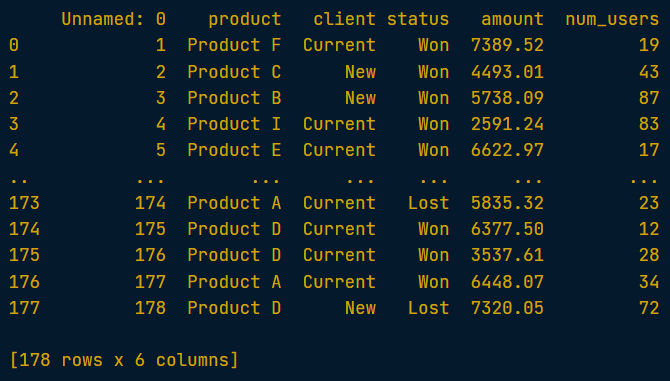 Unnamed: 0    product   client status   amount  num_users
0             1  Product F  Current    Won  7389.52         19
1             2  Product C      New    Won  4493.01         43
2             3  Product B      New    Won  5738.09         87
3             4  Product I  Current    Won  2591.24         83
4             5  Product E  Current    Won  6622.97         17
..          ...        ...      ...    ...      ...        ...
173         174  Product A  Current   Lost  5835.32         23
174         175  Product D  Current    Won  6377.50         12
175         176  Product D  Current    Won  3537.61         28
176         177  Product A  Current    Won  6448.07         34
177         178  Product D      New   Lost  7320.05         72
[178 rows x 6 columns]